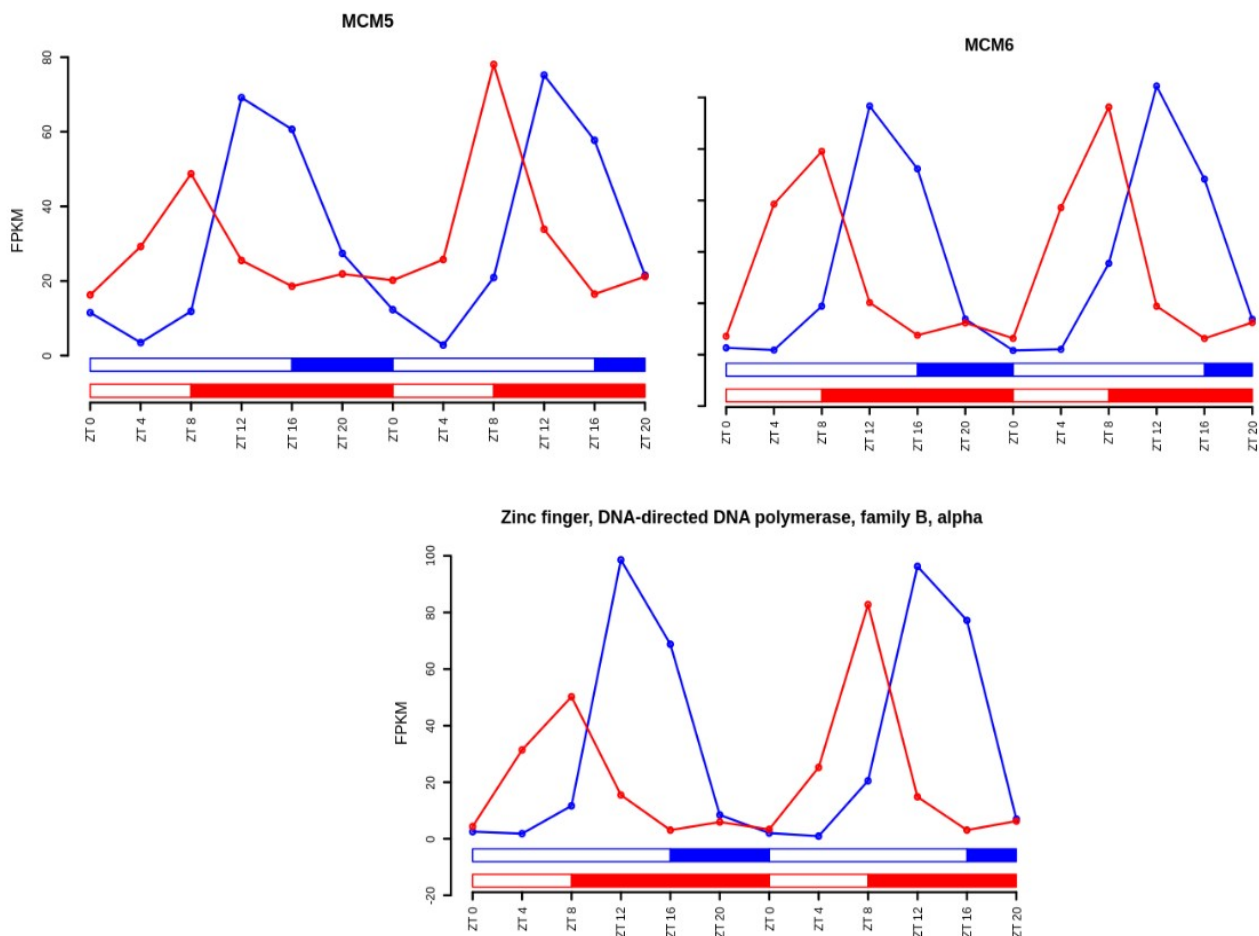 MCM5
80
60
40
20
0
FPKM
ZT 0 ZT 4 ZT 8 ZT 12 ZT 16 ZT 20 ZT 0 ZT 4 ZT 8 ZT 12 ZT 16 ZT 20
MCM6
ZT 0 ZT 4 ZT 8 ZT 12 ZT 16 ZT 20 ZT 0 ZT 4 ZT 8 ZT 12 ZT 16 ZT 20
Zinc finger, DNA-directed DNA polymerase, family B, alpha
100
80
60
40
20
0
-20
FPKM
ZT 0 ZT 4 ZT 8 ZT 12 ZT 16 ZT 20 ZT 0 ZT 4 ZT 8 ZT 12 ZT 16 ZT 20